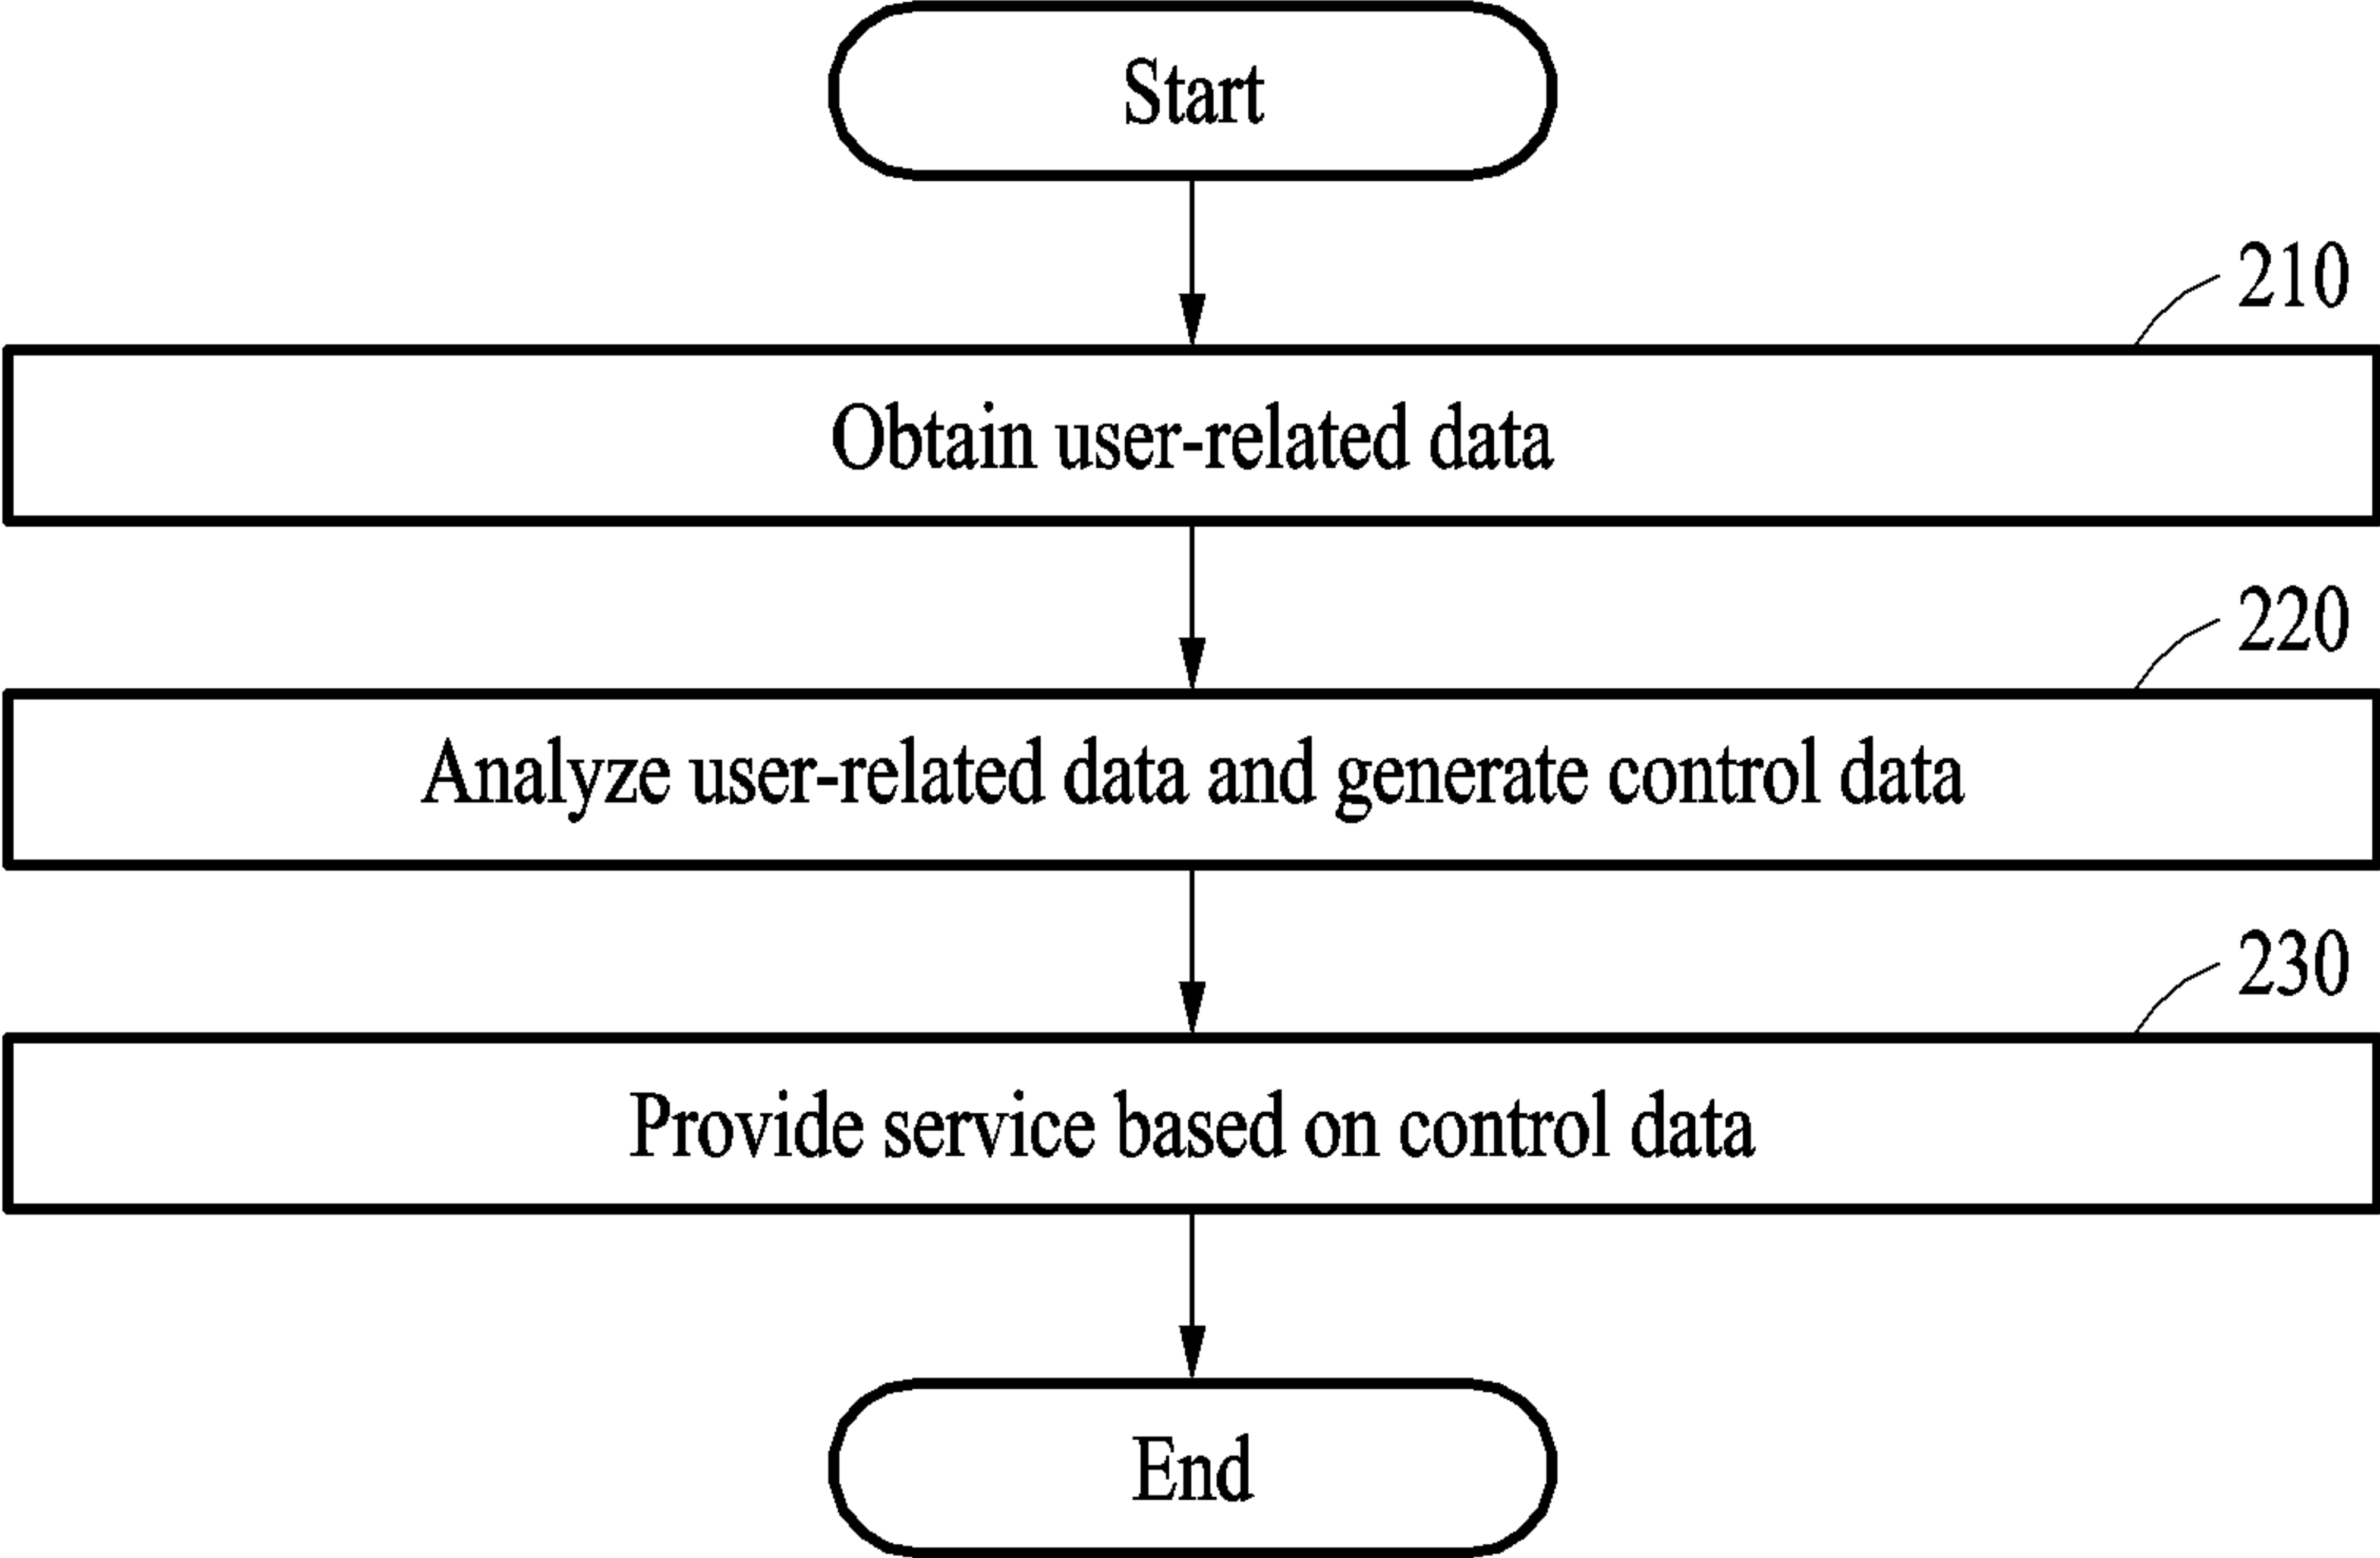 Start
210
Obtain user-related data
220
Analyze user-related data and generate control data
230
Provide service based on control data
End